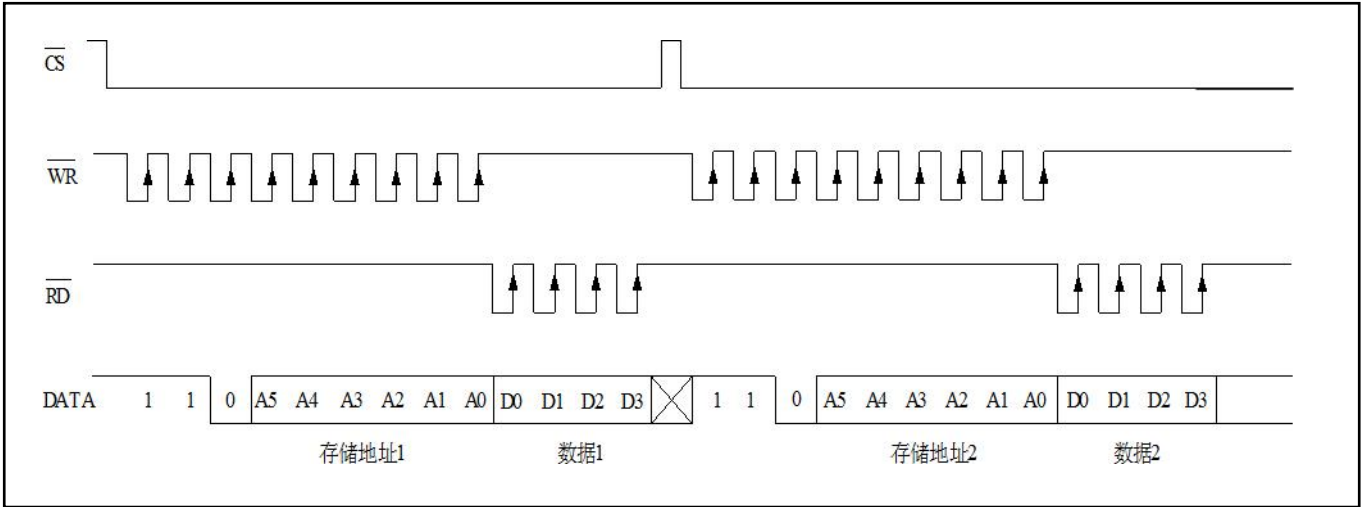 CS
WR
RD
DATA 1 1 0 A5 A4 A3 A2 A1 A0 D0 D1 D2 D3 1 1 0 A5 A4 A3 A2 A1 A0 D0 D1 D2 D3
存储地址1 数据1 存储地址2 数据2